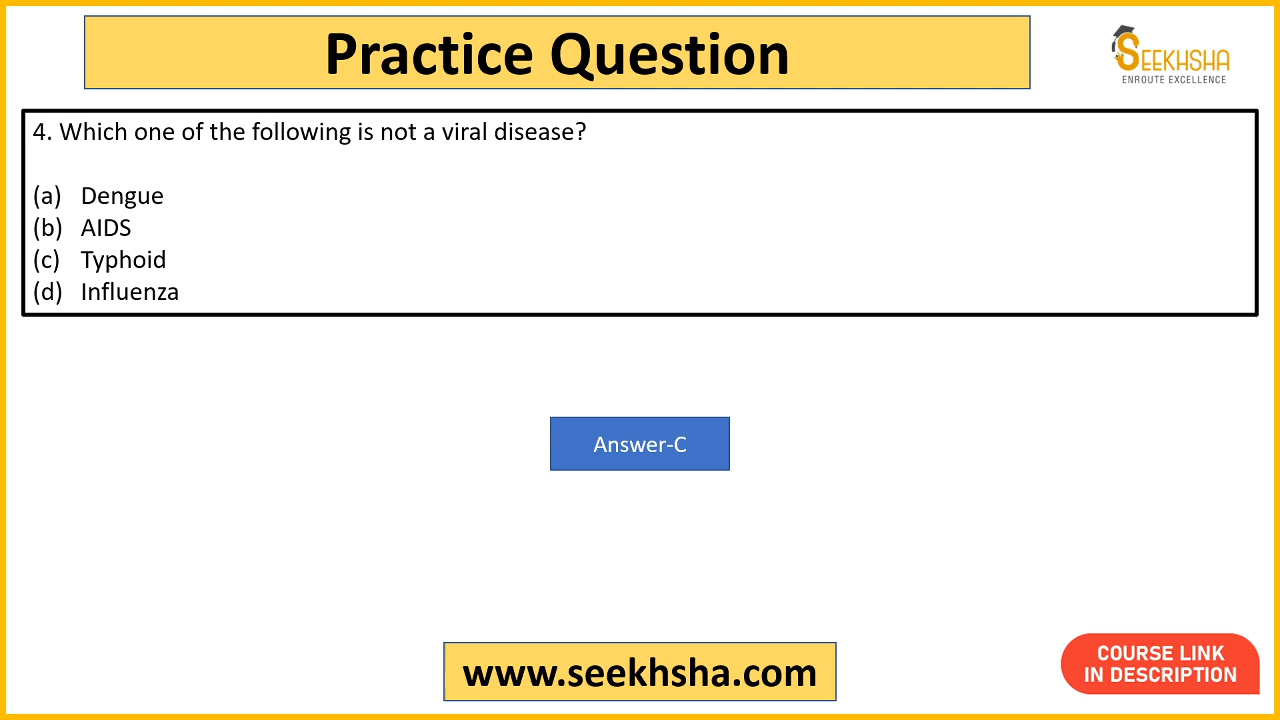 Practice Question
SEEKHSHA
ENROUTE EXCELLENCE
4. Which one of the following is not a viral disease?
(a) Dengue
(b) AIDS
(c) Typhoid
(d) Influenza
Answer-C
www.seekhsha.com
COURSE LINK
IN DESCRIPTION